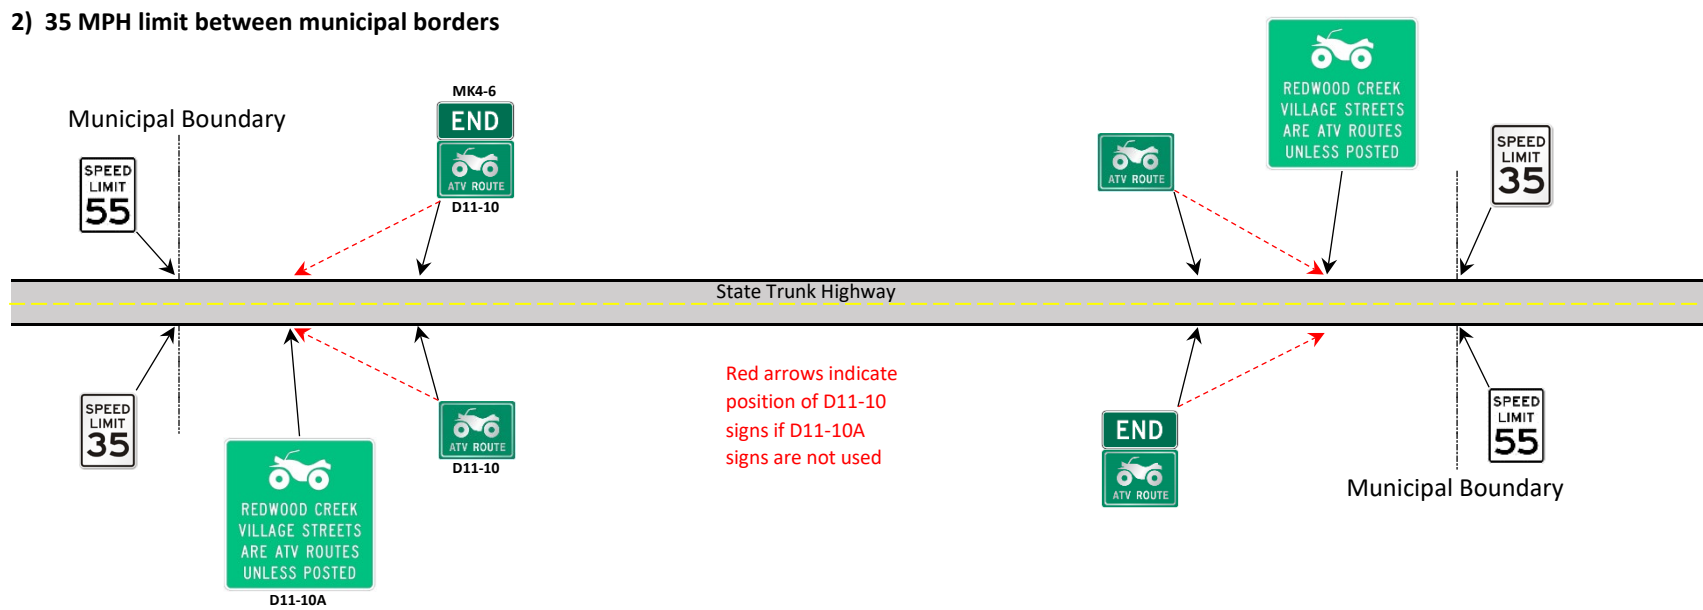 2) 35 MPH limit between municipal borders
Municipal Boundary
SPEED
LIMIT
55
MK4-6
END
ATV ROUTE
D11-10
ATV ROUTE
REDWOOD CREEK
VILLAGE STREETS
ARE ATV ROUTES
UNLESS POSTED
SPEED
LIMIT
35
State Trunk Highway
SPEED
LIMIT
35
REDWOOD CREEK
VILLAGE STREETS
ARE ATV ROUTES
UNLESS POSTED
D11-10A
ATV ROUTE
D11-10
Red arrows indicate
position of D11-10
signs if D11-10A
signs are not used
END
ATV ROUTE
SPEED
LIMIT
55
Municipal Boundary